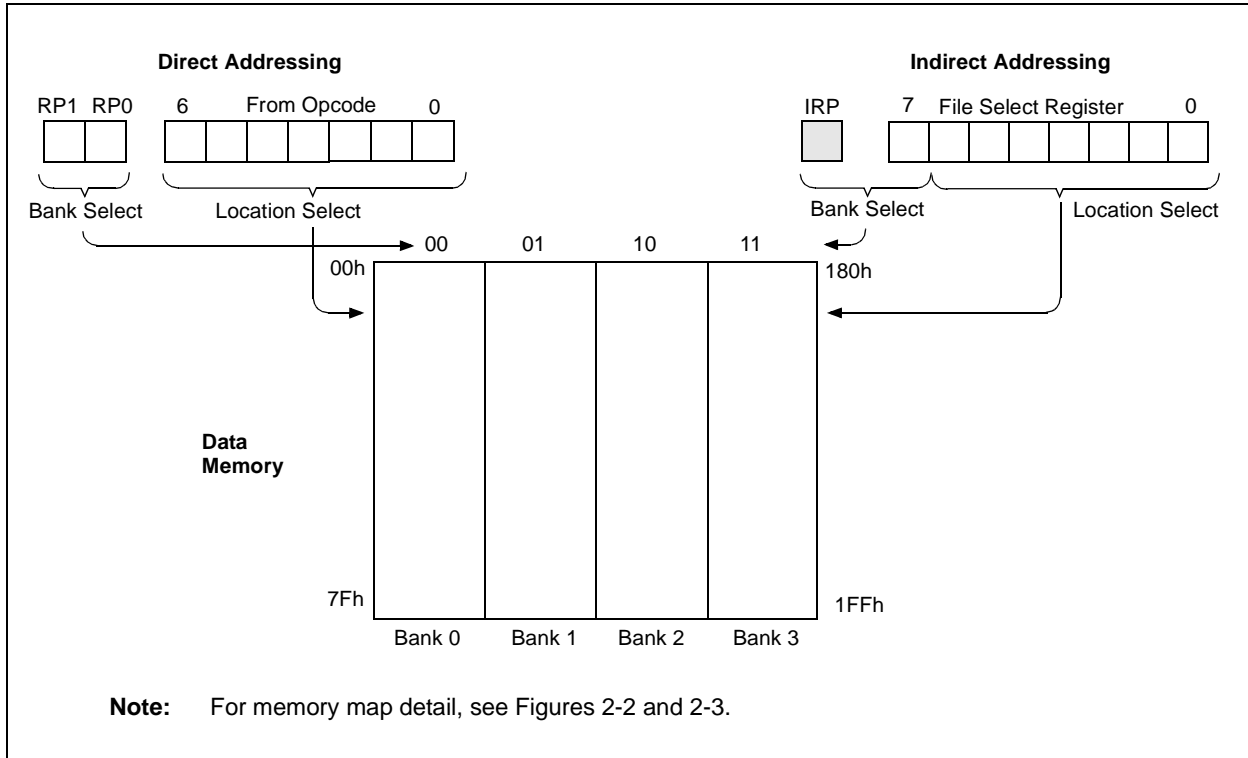 Direct Addressing
Indirect Addressing
RP1 RP0 6 From Opcode 0
IRP 7 File Select Register 0
Bank Select Location Select
Bank Select Location Select
00 01 10 11
00h 180h
Data
Memory
7Fh 1FFh
Bank 0 Bank 1 Bank 2 Bank 3
Note: For memory map detail, see Figures 2-2 and 2-3.